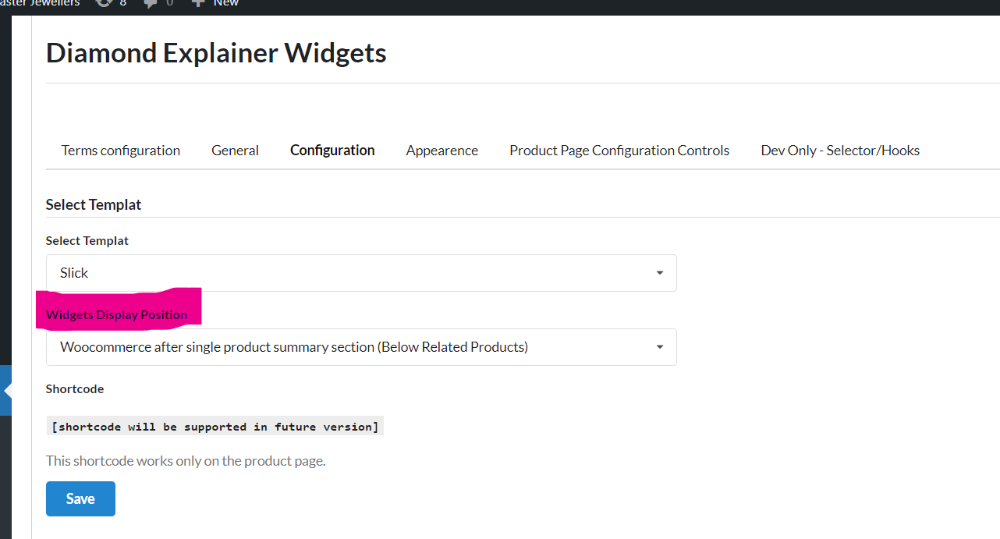 aster Jewellers 8 0 New
Diamond Explainer Widgets
Terms configuration General Configuration Appearence Product Page Configuration Controls Dev Only - Selector/Hooks
Select Templat
Select Templat
Slick
Widgets Display Position
Woocommerce after single product summary section (Below Related Products)
Shortcode
[shortcode will be supported in future version]
This shortcode works only on the product page.
Save